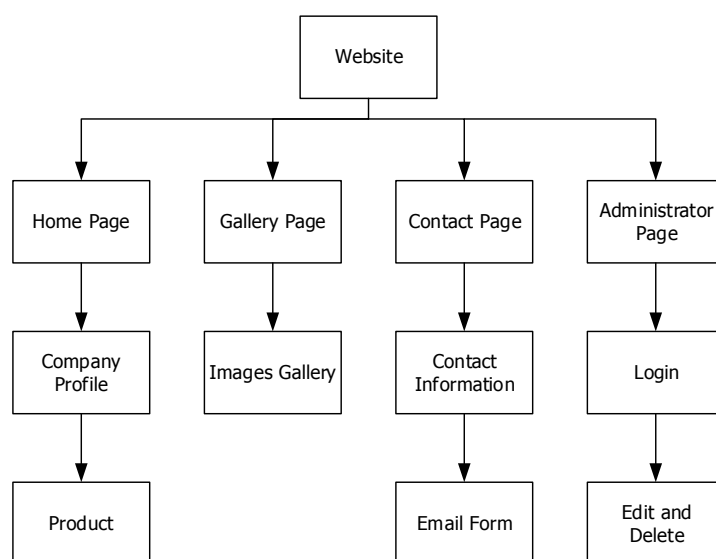 Website
Home Page
Gallery Page
Contact Page
Administrator
Page
Company
Profile
Images Gallery
Contact
Information
Login
Product
Email Form
Edit and
Delete